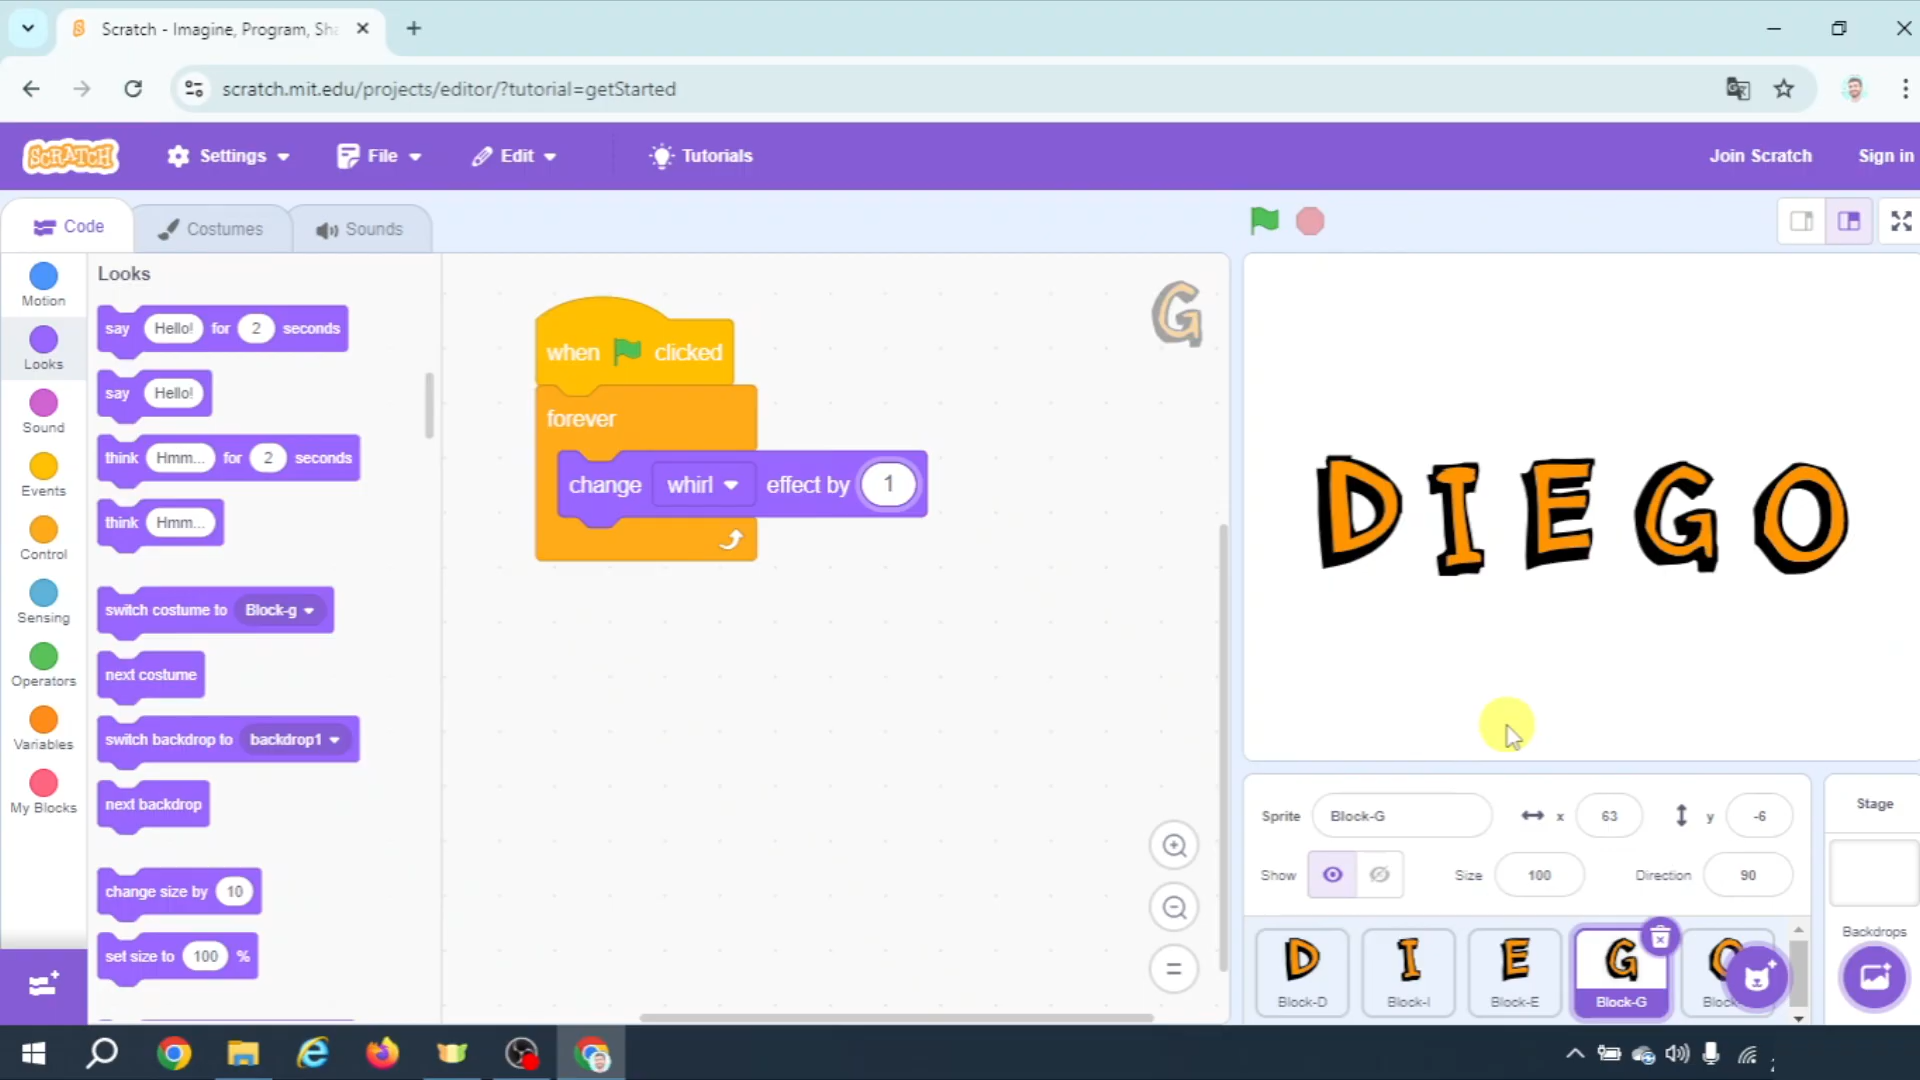 Scratch - Imagine, Program, Sha
scratch.mit.edu/projects/editor/?tutorial=getStarted
SCRATCH Settings File Edit Tutorials Join Scratch Sign in
Code Costumes Sounds
Motion
Looks
Sound
Events
Control
Sensing
Operators
Variables
My Blocks
Looks
say Hello! for 2 seconds
say Hello!
think Hmm... for 2 seconds
think Hmm...
switch costume to Block-g
next costume
switch backdrop to backdrop1
next backdrop
change size by 10
set size to 100 %
when clicked
forever
change whirl effect by 1
G
DIEGO
Sprite Block-G x 63 y -6
Show Size 100 Direction 90
D I E G O
Block-D Block-I Block-E Block-G Block
Stage
Backdrops